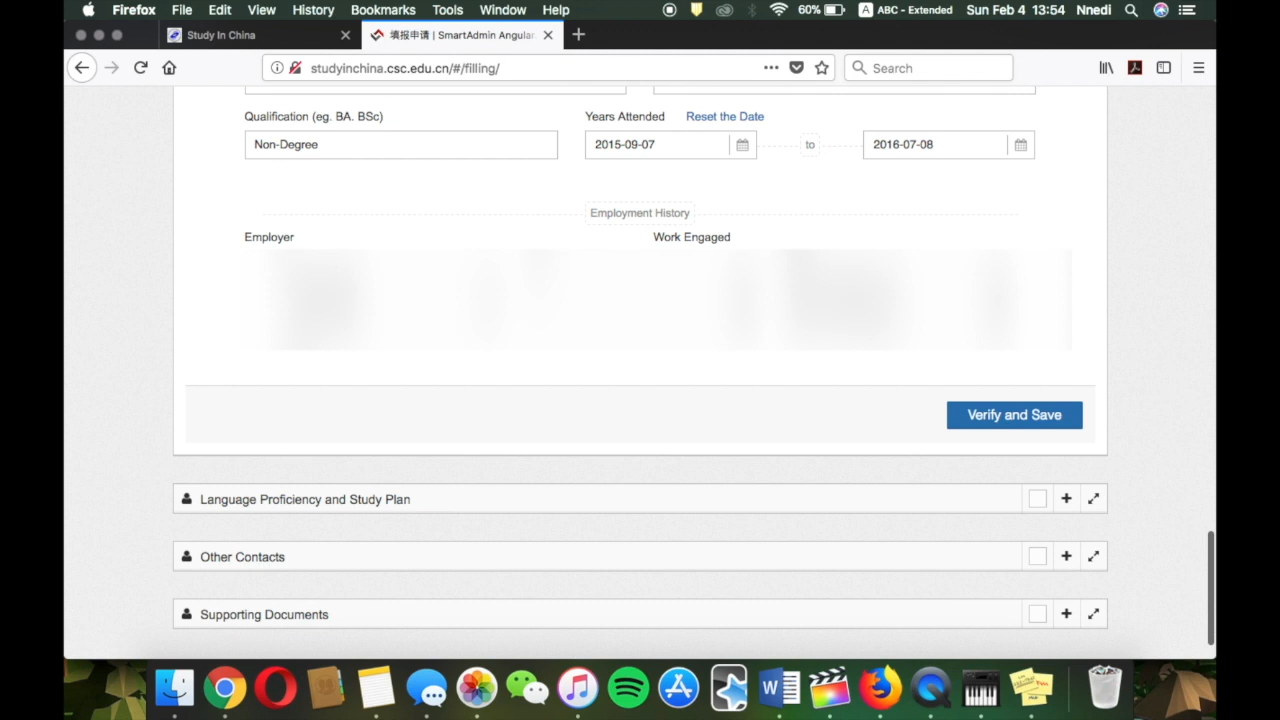 Firefox File Edit View History Bookmarks Tools Window Help 60% A ABC - Extended Sun Feb 4 13:54 Nnedi
Study In China 填报申请 | SmartAdmin Angular
studyinchina.csc.edu.cn/#/filling/ Search
Qualification (eg. BA. BSc) Years Attended Reset the Date
Non-Degree 2015-09-07 to 2016-07-08
Employment History
Employer Work Engaged
Verify and Save
Language Proficiency and Study Plan
Other Contacts
Supporting Documents